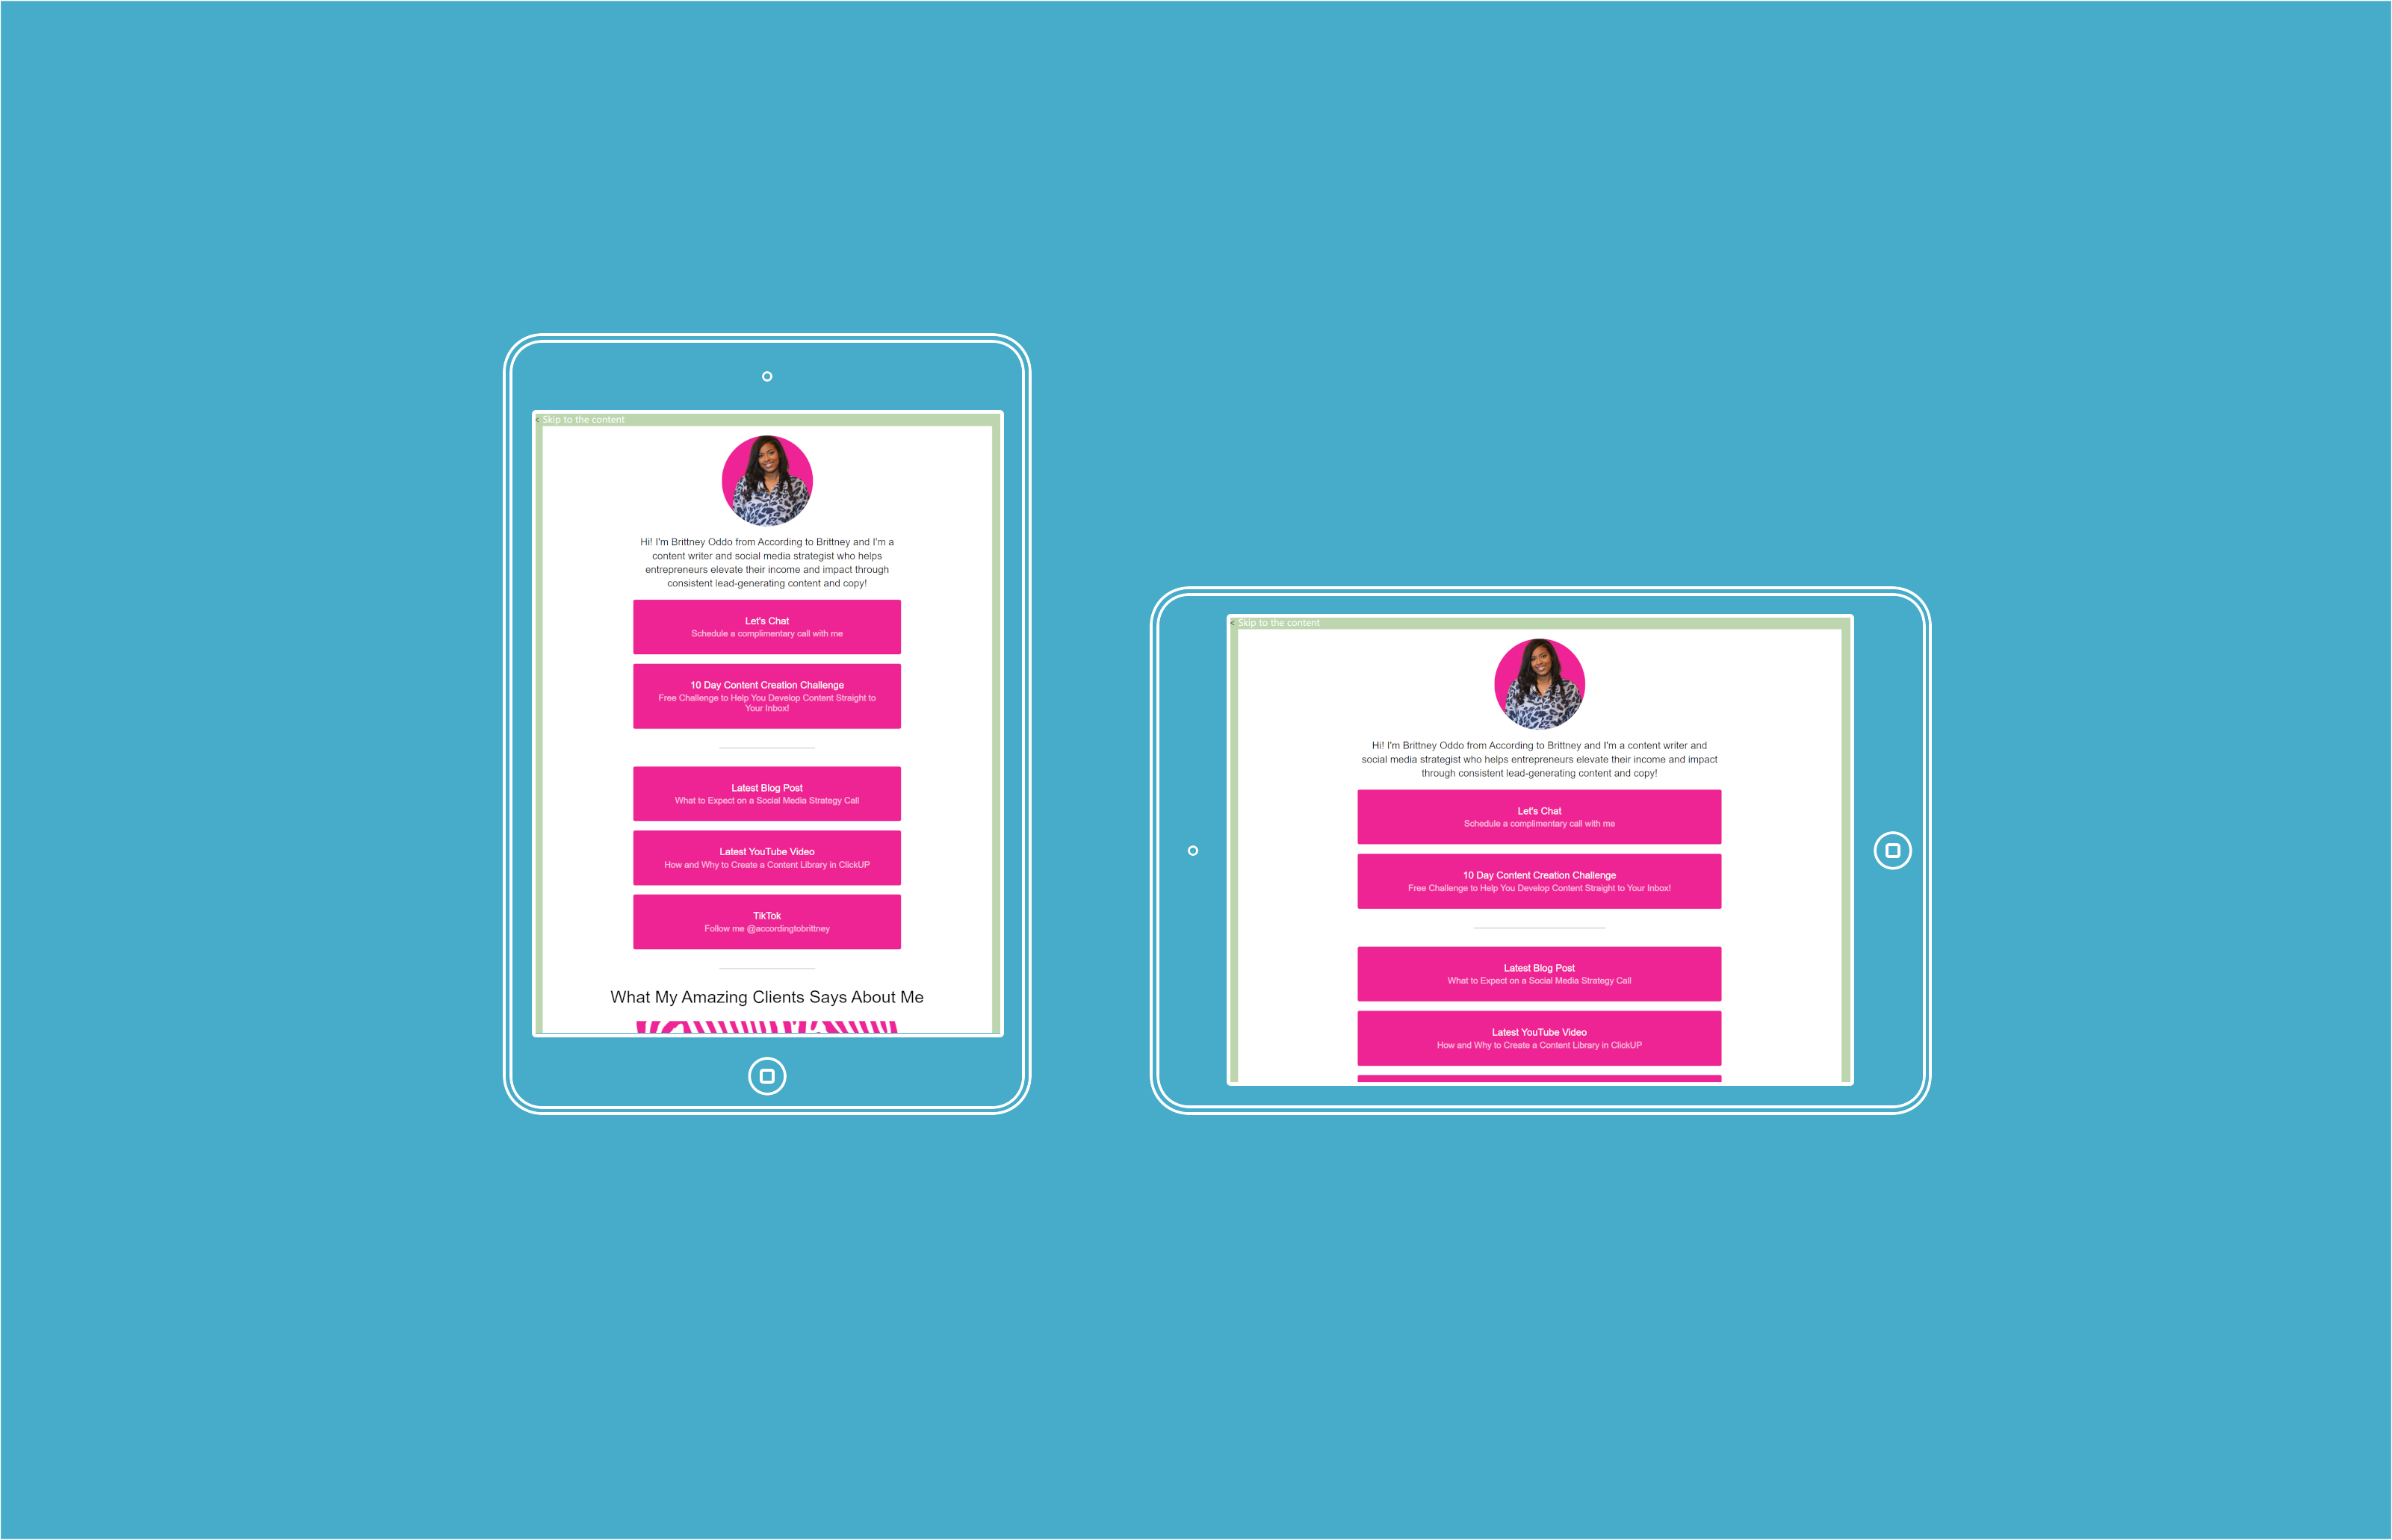 < Skip to the content
Hi! I'm Brittney Oddo from According to Brittney and I'm a
content writer and social media strategist who helps
entrepreneurs elevate their income and impact through
consistent lead-generating content and copy!
Let's Chat
Schedule a complimentary call with me
10 Day Content Creation Challenge
Free Challenge to Help You Develop Content Straight to
Your Inbox!
Latest Blog Post
What to Expect on a Social Media Strategy Call
Latest YouTube Video
How and Why to Create a Content Library in ClickUP
TikTok
Follow me @accordingtobrittney
What My Amazing Clients Says About Me
< Skip to the content
Hi! I'm Brittney Oddo from According to Brittney and I'm a content writer and
social media strategist who helps entrepreneurs elevate their income and impact
through consistent lead-generating content and copy!
Let's Chat
Schedule a complimentary call with me
10 Day Content Creation Challenge
Free Challenge to Help You Develop Content Straight to Your Inbox!
Latest Blog Post
What to Expect on a Social Media Strategy Call
Latest YouTube Video
How and Why to Create a Content Library in ClickUP